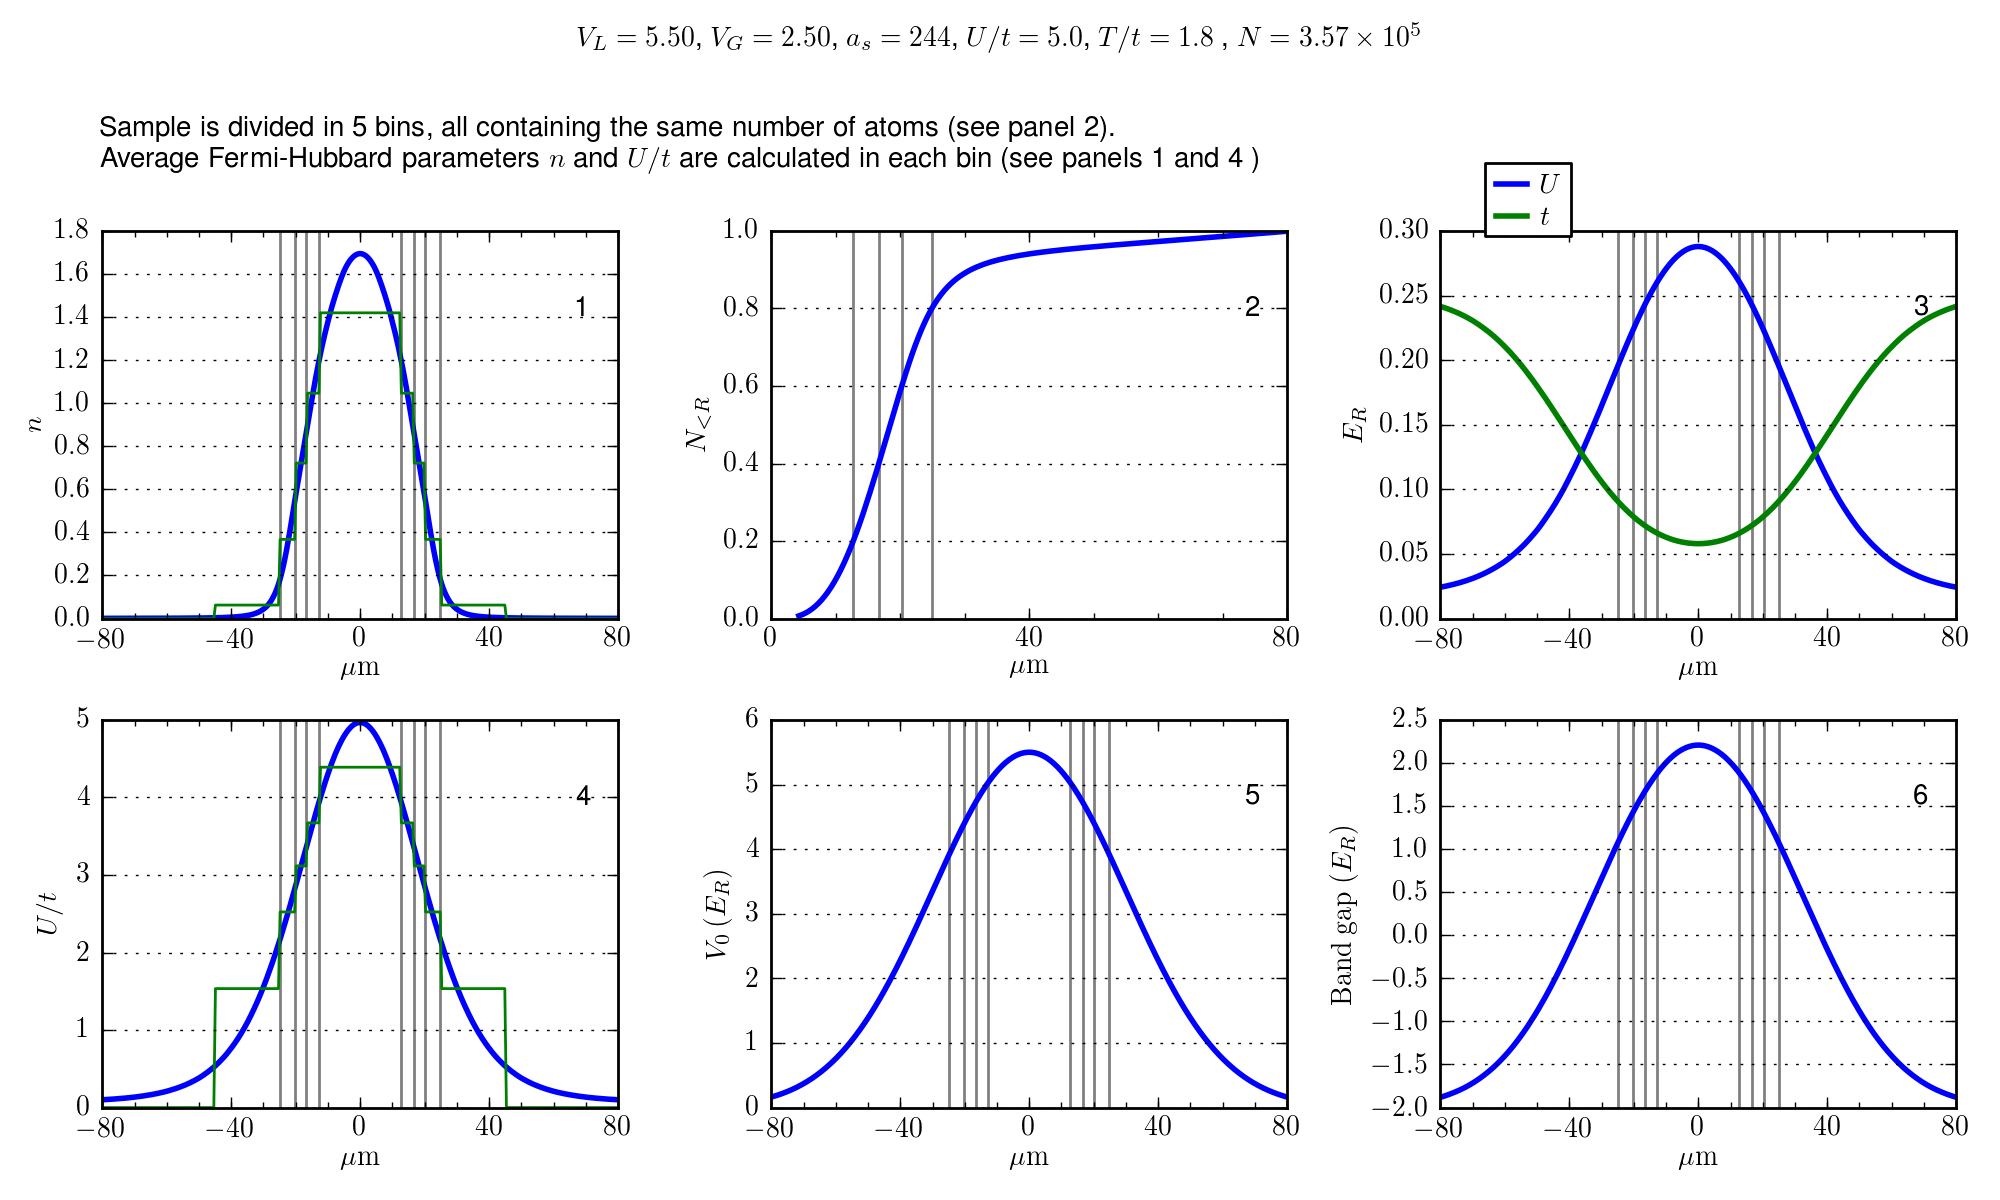 V_L = 5.50, V_G = 2.50, a_s = 244, U/t = 5.0, T/t = 1.8 , N = 3.57 × 10^5
Sample is divided in 5 bins, all containing the same number of atoms (see panel 2).
Average Fermi-Hubbard parameters n and U/t are calculated in each bin (see panels 1 and 4 )
U
t
1.8
1.6
1.4
1.2
1.0
0.8
0.6
0.4
0.2
0.0
n
1
−80 −40 0 40 80
μm
1.0
0.8
0.6
0.4
0.2
0.0
N_{<R}
2
0 40 80
μm
0.30
0.25
0.20
0.15
0.10
0.05
0.00
E_R
3
−80 −40 0 40 80
μm
5
4
3
2
1
0
U/t
4
−80 −40 0 40 80
μm
6
5
4
3
2
1
0
V_0 (E_R)
5
−80 −40 0 40 80
μm
2.5
2.0
1.5
1.0
0.5
0.0
−0.5
−1.0
−1.5
−2.0
Band gap (E_R)
6
−80 −40 0 40 80
μm